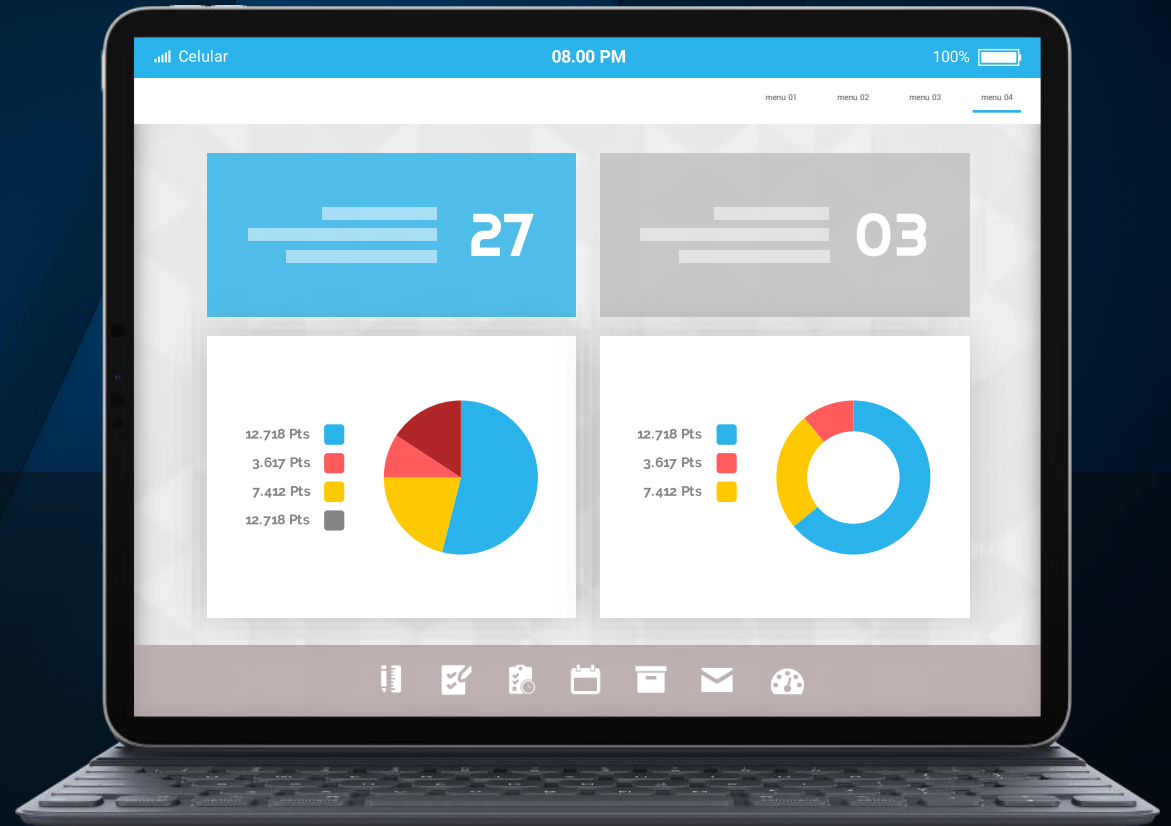 Celular 08.00 PM 100%
menu 01 menu 02 menu 03 menu 04
27
03
12.718 Pts
3.617 Pts
7.412 Pts
12.718 Pts
12.718 Pts
3.617 Pts
7.412 Pts